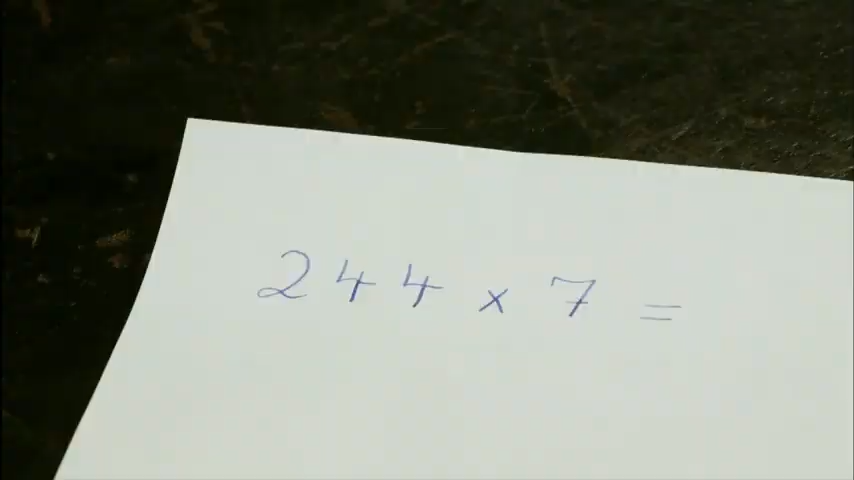 244 × 7 =